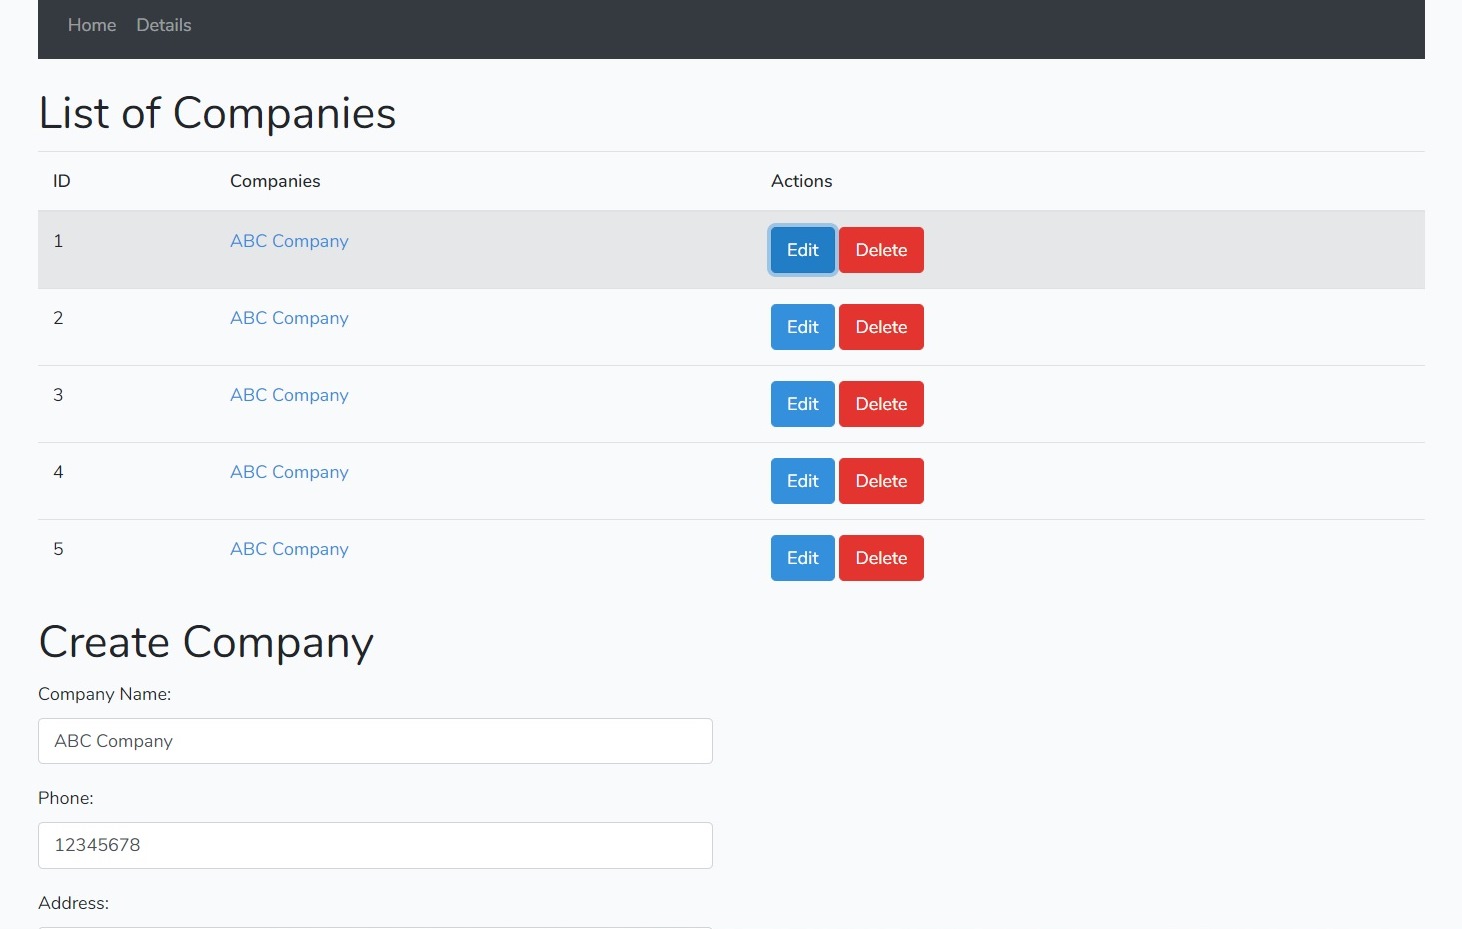 Home Details
List of Companies
ID Companies Actions
1 ABC Company Edit Delete
2 ABC Company Edit Delete
3 ABC Company Edit Delete
4 ABC Company Edit Delete
5 ABC Company Edit Delete
Create Company
Company Name:
ABC Company
Phone:
12345678
Address: